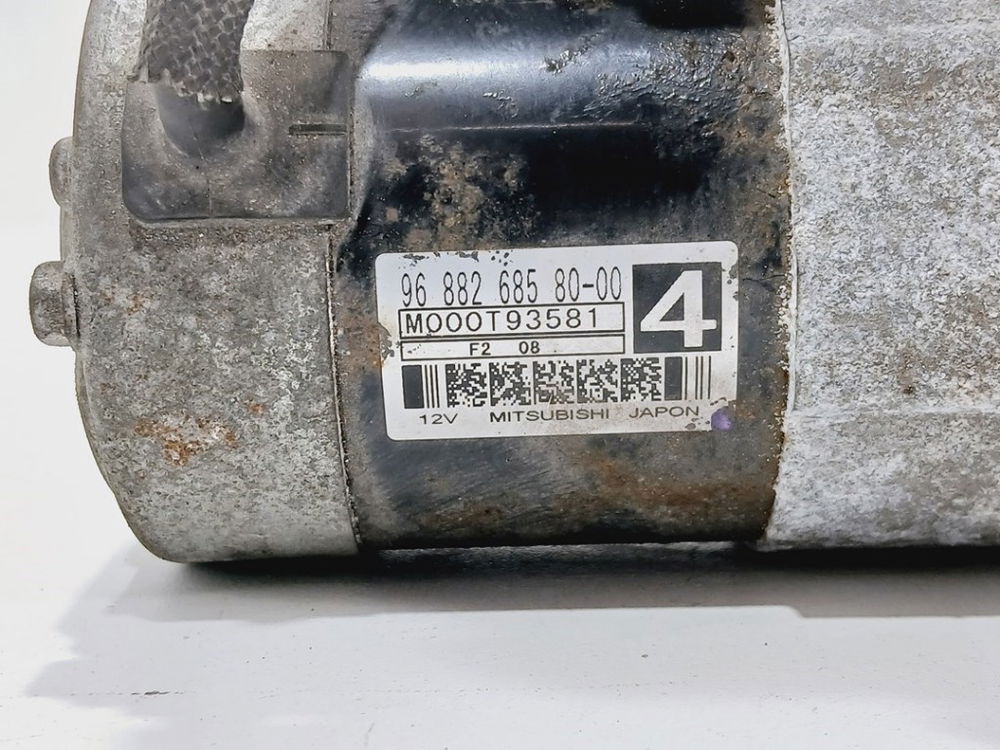 96 882 685 80-00
M000T93581
4
F2 08
12V MITSUBISHI JAPON